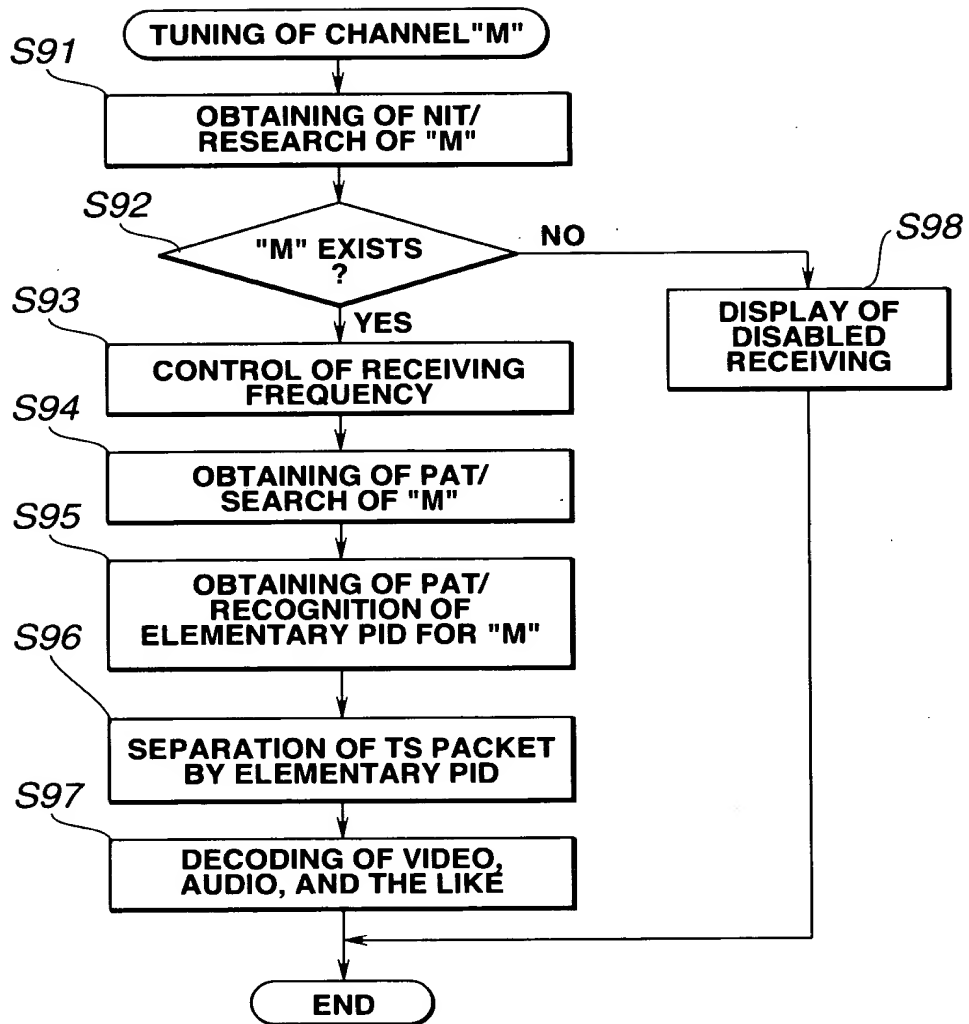 TUNING OF CHANNEL"M"
S91
OBTAINING OF NIT/
RESEARCH OF "M"
S92
"M" EXISTS
?
NO
YES
S98
DISPLAY OF
DISABLED
RECEIVING
S93
CONTROL OF RECEIVING
FREQUENCY
S94
OBTAINING OF PAT/
SEARCH OF "M"
S95
OBTAINING OF PAT/
RECOGNITION OF
ELEMENTARY PID FOR "M"
S96
SEPARATION OF TS PACKET
BY ELEMENTARY PID
S97
DECODING OF VIDEO,
AUDIO, AND THE LIKE
END